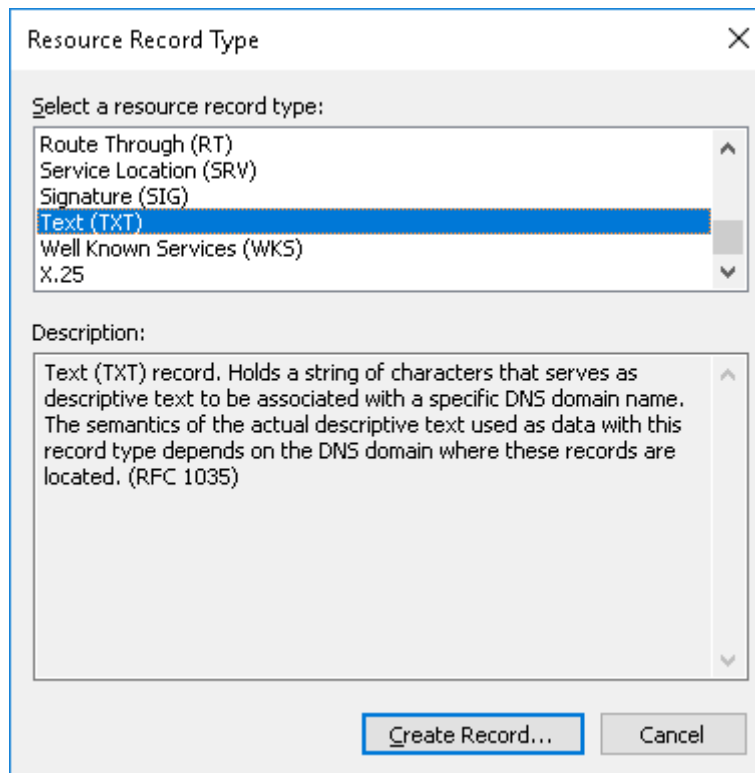 Resource Record Type
Select a resource record type:
Route Through (RT)
Service Location (SRV)
Signature (SIG)
Text (TXT)
Well Known Services (WKS)
X.25
Description:
Text (TXT) record. Holds a string of characters that serves as
descriptive text to be associated with a specific DNS domain name.
The semantics of the actual descriptive text used as data with this
record type depends on the DNS domain where these records are
located. (RFC 1035)
Create Record...
Cancel